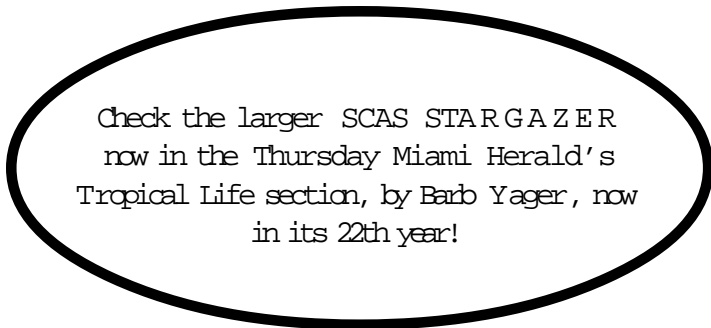 Check the larger SCAS STARGAZER
now in the Thursday Miami Herald's
Tropical Life section, by Barb Yager, now
in its 22th year!